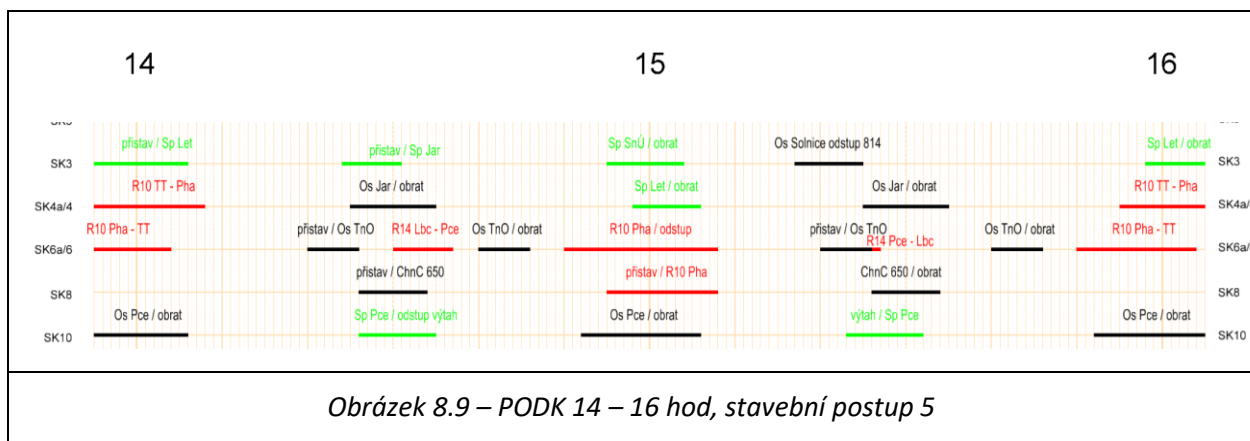 14 15 16
přistav / Sp Let přistav / Sp Jar Sp SnÚ / obrat Os Solnice odstup 814 Sp Let / obrat
SK3 SK3
R10 TT - Pha Os Jar / obrat Sp Let / obrat Os Jar / obrat R10 TT - Pha
SK4a/4 SK4a/
R10 Pha - TT přistav / Os TnO R14 Lbc - Pce Os TnO / obrat R10 Pha / odstup přistav / Os TnO R14 Pce - Lbc Os TnO / obrat R10 Pha - TT
SK6a/6 SK6a/
přistav / ChnC 650 přistav / R10 Pha ChnC 650 / obrat
SK8 SK8
Os Pce / obrat Sp Pce / odstup výtah Os Pce / obrat výtah / Sp Pce Os Pce / obrat
SK10 SK10
Obrázek 8.9 – PODK 14 – 16 hod, stavební postup 5